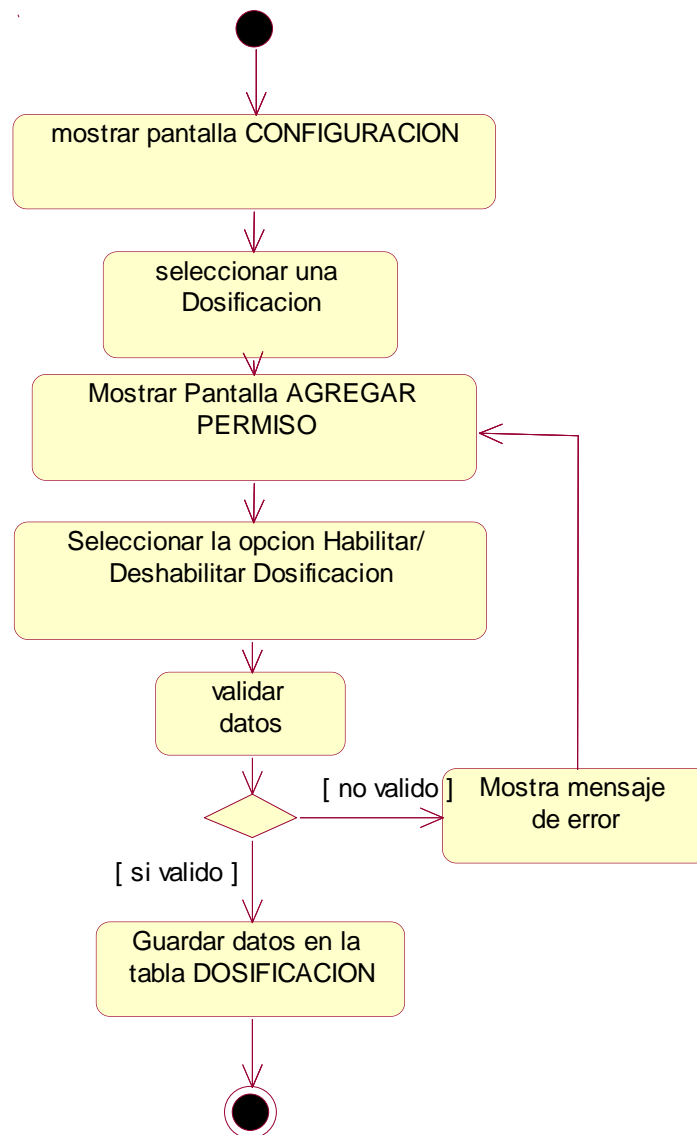 mostrar pantalla CONFIGURACION
seleccionar una
Dosificacion
Mostrar Pantalla AGREGAR
PERMISO
Seleccionar la opcion Habilitar/
Deshabilitar Dosificacion
validar
datos
[ no valido ]
Mostra mensaje
de error
[ si valido ]
Guardar datos en la
tabla DOSIFICACION